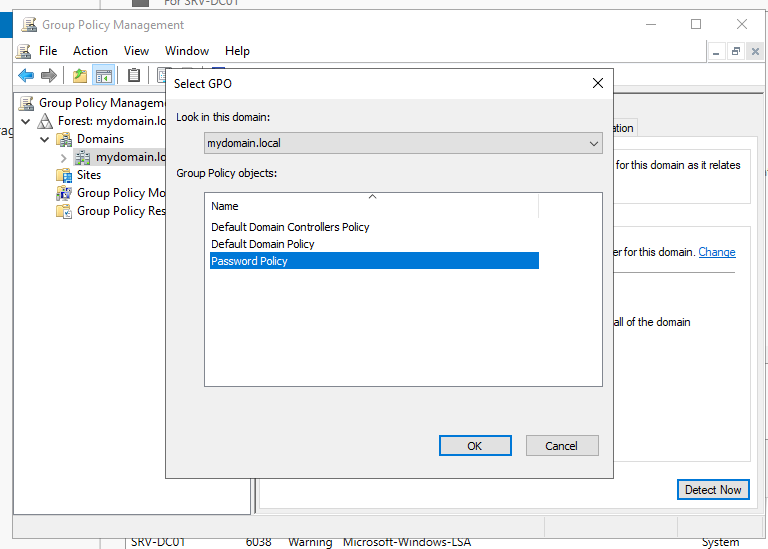 For SRV-DC01
Group Policy Management
File Action View Window Help
Group Policy Manageme
Forest: mydomain.loc
Domains
mydomain.lo
Sites
Group Policy Mo
Group Policy Res
Select GPO
Look in this domain:
mydomain.local
Group Policy objects:
Name
Default Domain Controllers Policy
Default Domain Policy
Password Policy
OK Cancel
ation
for this domain as it relates
er for this domain. Change
all of the domain
Detect Now
SRV-DC01 6038 Warning Microsoft-Windows-LSA System